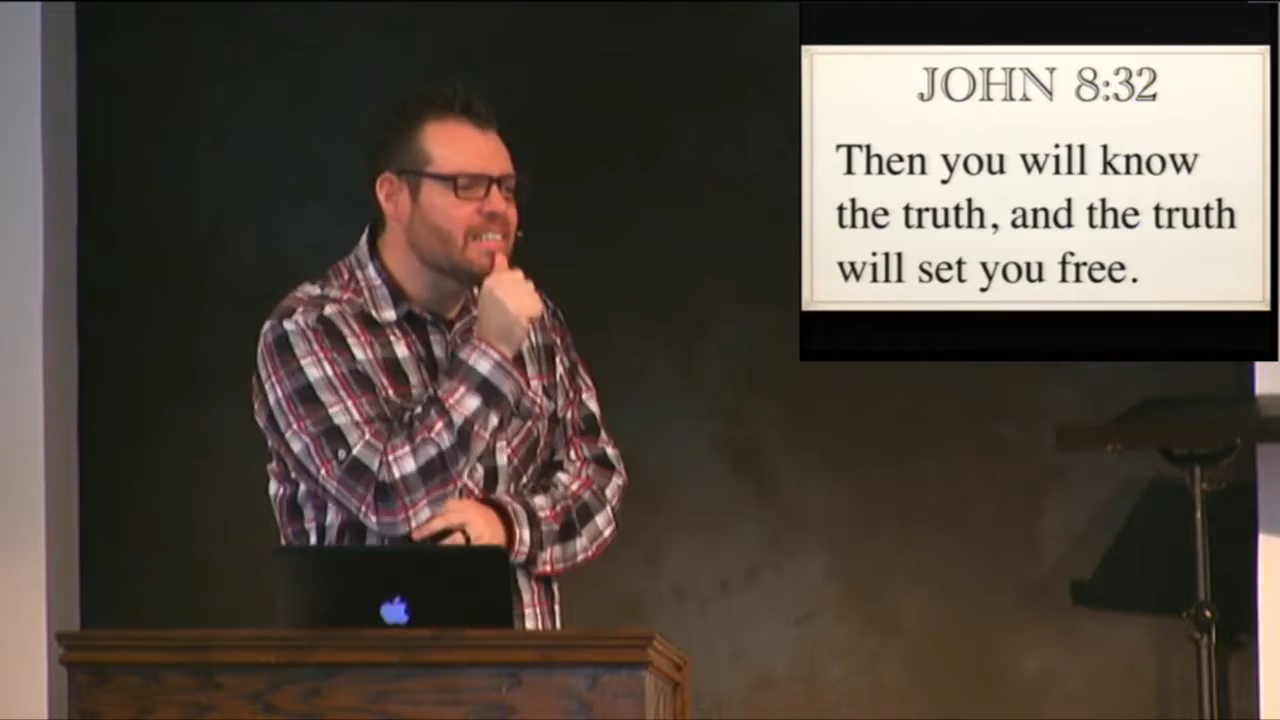 JOHN 8:32
Then you will know
the truth, and the truth
will set you free.